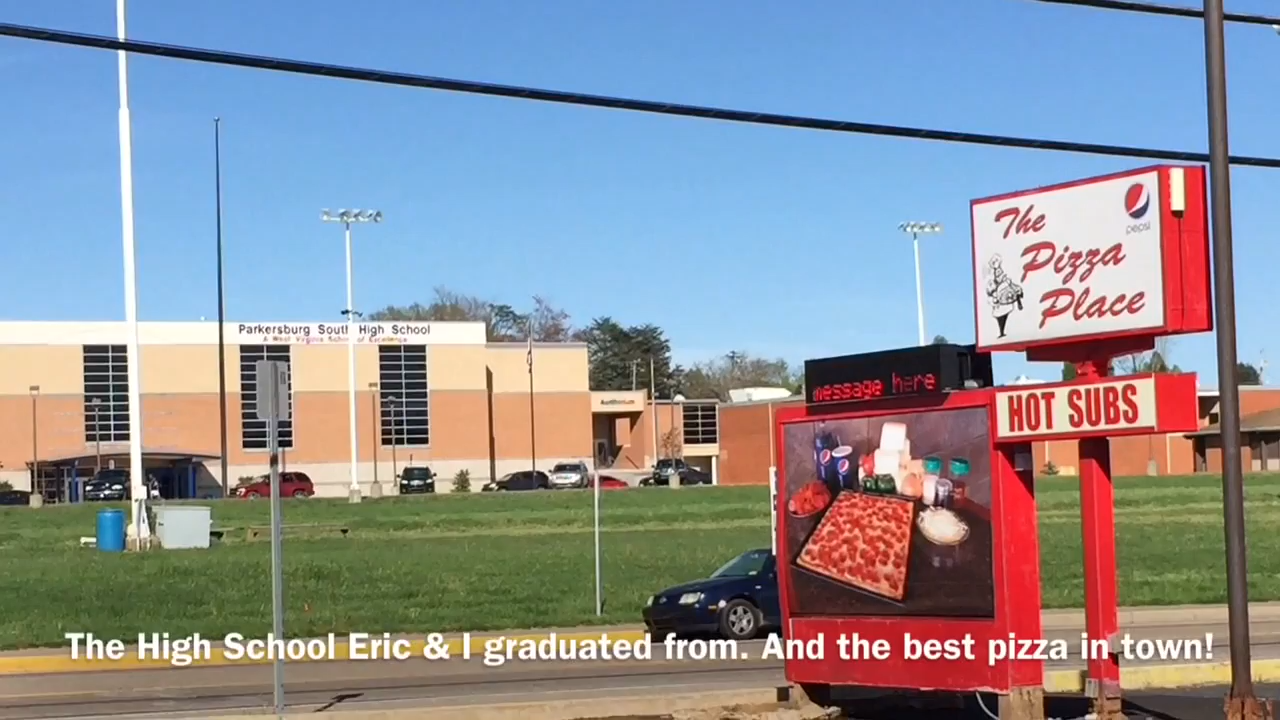 Parkersburg South High School
A West Virginia School of Excellence
The
Pizza
Place
pepsi
message here
HOT SUBS
The High School Eric & I graduated from. And the best pizza in town!